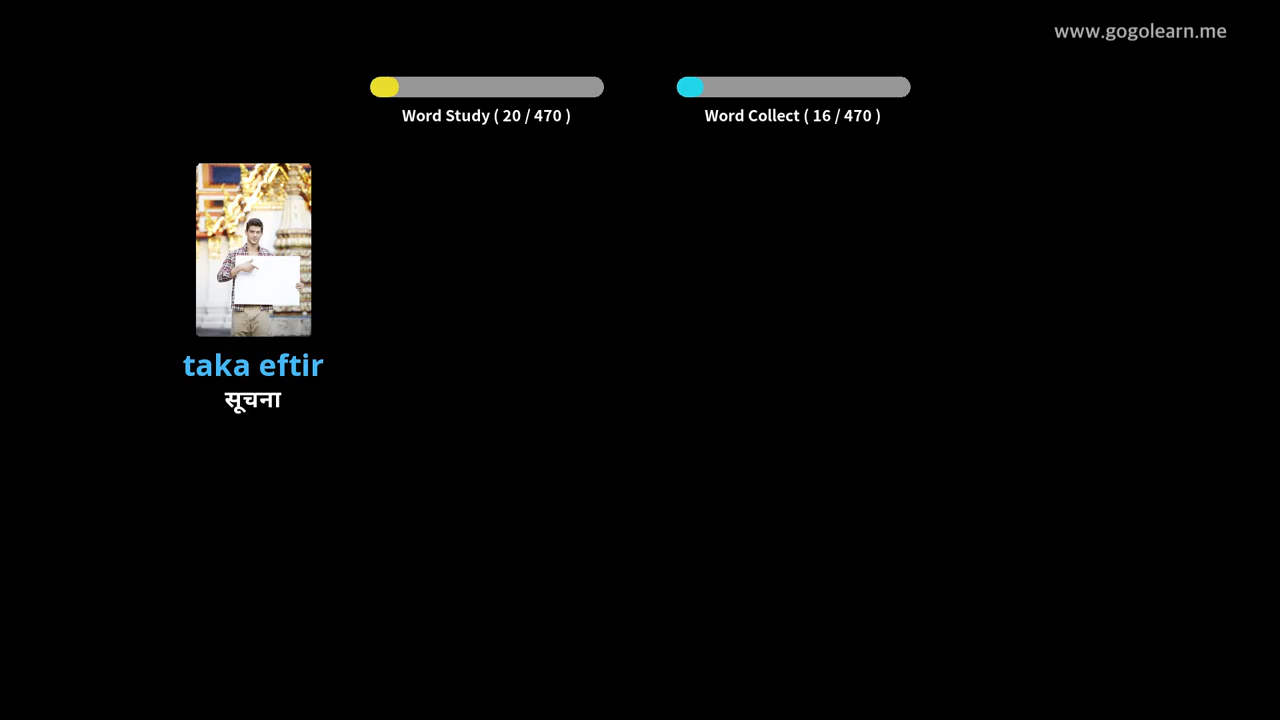 www.gogolearn.me
Word Study ( 20 / 470 )
Word Collect ( 16 / 470 )
taka eftir
सूचना